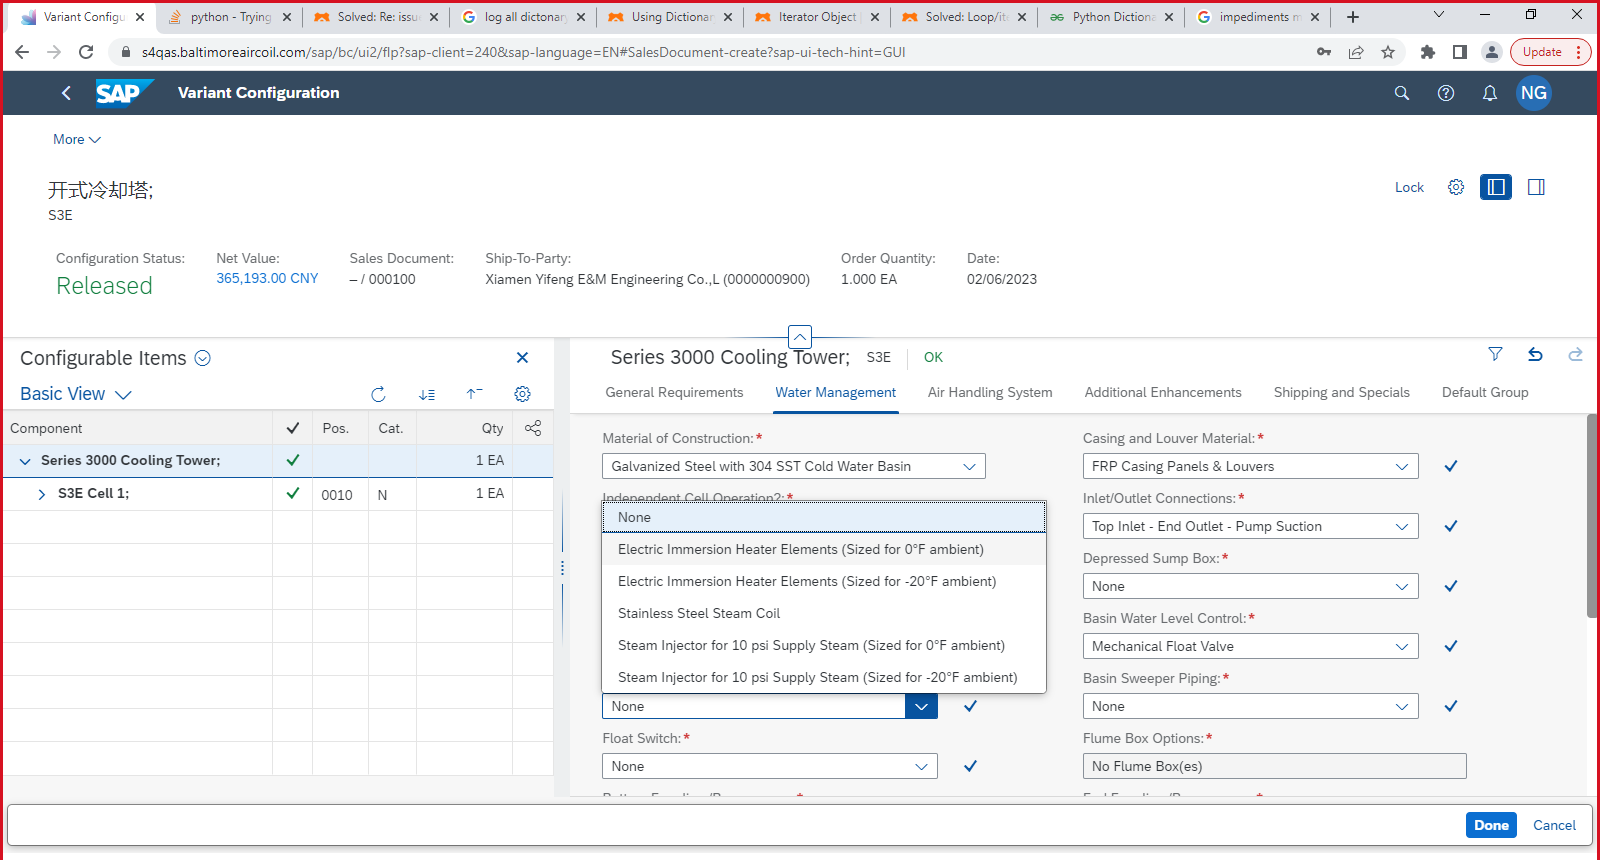 Variant Configu
python - Trying
Solved: Re: issue
log all dictonary
Using Dictionar
Iterator Object
Solved: Loop/ite
Python Dictiona
impediments m
s4qas.baltimoreaircoil.com/sap/bc/ui2/flp?sap-client=240&sap-language=EN#SalesDocument-create?sap-ui-tech-hint=GUI
Update
SAP
Variant Configuration
NG
More
开式冷却塔;
S3E
Lock
Configuration Status:
Released
Net Value:
365,193.00 CNY
Sales Document:
– / 000100
Ship-To-Party:
Xiamen Yifeng E&M Engineering Co.,L (0000000900)
Order Quantity:
1.000 EA
Date:
02/06/2023
Configurable Items
Basic View
Component Pos. Cat. Qty
Series 3000 Cooling Tower; 1 EA
S3E Cell 1; 0010 N 1 EA
Series 3000 Cooling Tower; S3E OK
General Requirements
Water Management
Air Handling System
Additional Enhancements
Shipping and Specials
Default Group
Material of Construction:*
Galvanized Steel with 304 SST Cold Water Basin
Independent Cell Operation?:*
None
Electric Immersion Heater Elements (Sized for 0°F ambient)
Electric Immersion Heater Elements (Sized for -20°F ambient)
Stainless Steel Steam Coil
Steam Injector for 10 psi Supply Steam (Sized for 0°F ambient)
Steam Injector for 10 psi Supply Steam (Sized for -20°F ambient)
None
Float Switch:*
None
Casing and Louver Material:*
FRP Casing Panels & Louvers
Inlet/Outlet Connections:*
Top Inlet - End Outlet - Pump Suction
Depressed Sump Box:*
None
Basin Water Level Control:*
Mechanical Float Valve
Basin Sweeper Piping:*
None
Flume Box Options:*
No Flume Box(es)
Done
Cancel